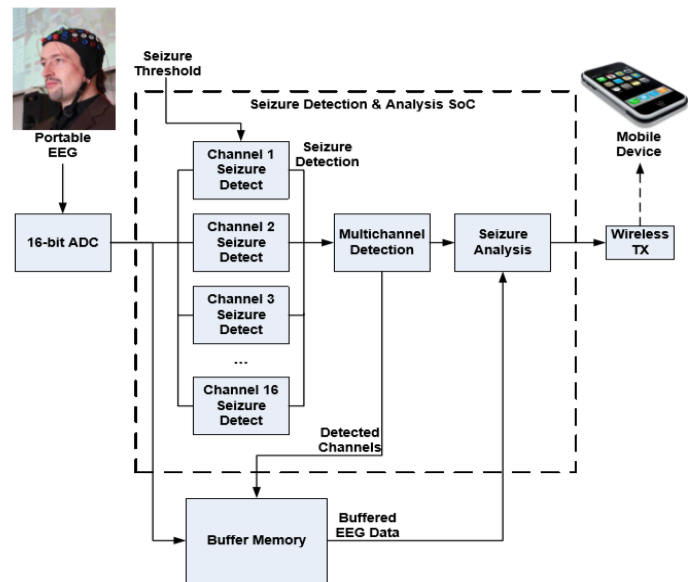 Seizure
Threshold
Seizure Detection & Analysis SoC
Portable
EEG
Mobile
Device
Channel 1
Seizure
Detect
Seizure
Detection
16-bit ADC
Channel 2
Seizure
Detect
Multichannel
Detection
Seizure
Analysis
Wireless
TX
Channel 3
Seizure
Detect
...
Channel 16
Seizure
Detect
Detected
Channels
Buffer Memory
Buffered
EEG Data